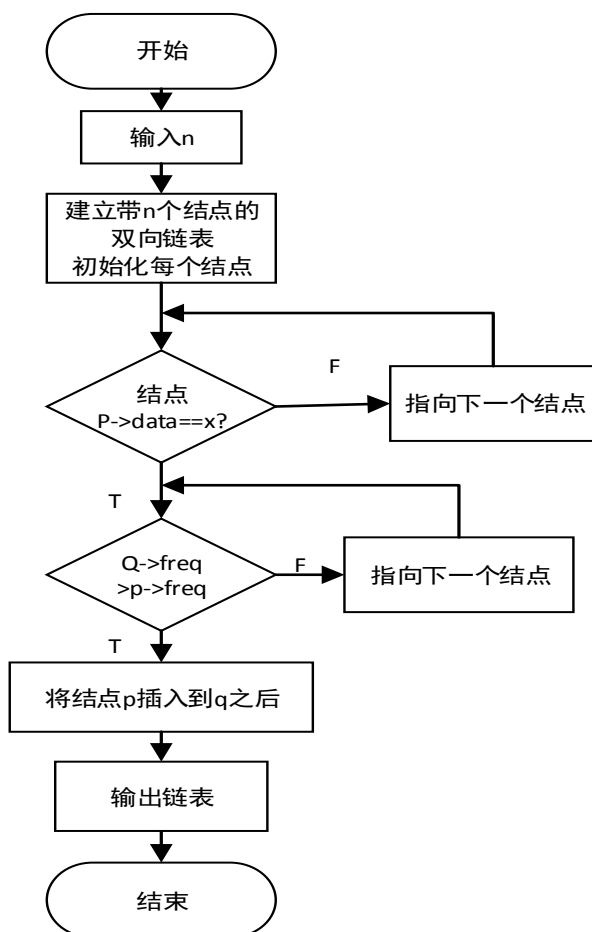 开始
输入n
建立带n个结点的
双向链表
初始化每个结点
结点
P->data==x?
F
指向下一个结点
T
Q->freq
>p->freq
F
指向下一个结点
T
将结点p插入到q之后
输出链表
结束